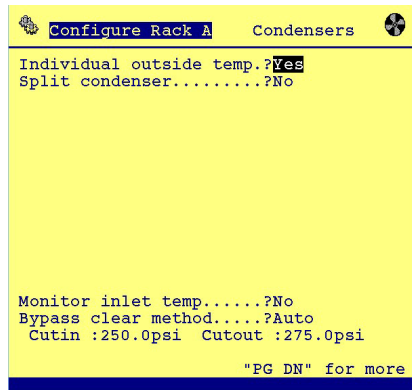 Configure Rack A Condensers
Individual outside temp.?Yes
Split condenser.........?No
Monitor inlet temp......?No
Bypass clear method.....?Auto
Cutin :250.0psi Cutout :275.0psi
"PG DN" for more